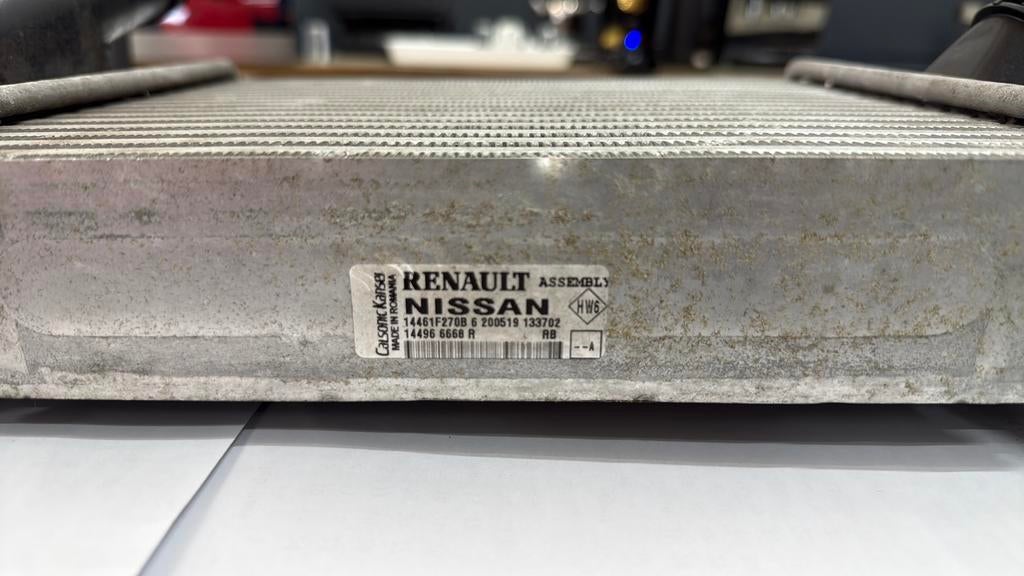 Calsonic Kansei
MADE IN ROMANIA
RENAULT ASSEMBLY
NISSAN
HW6
14461F270B 6 200519 133702
14496 6668 R RB
--A